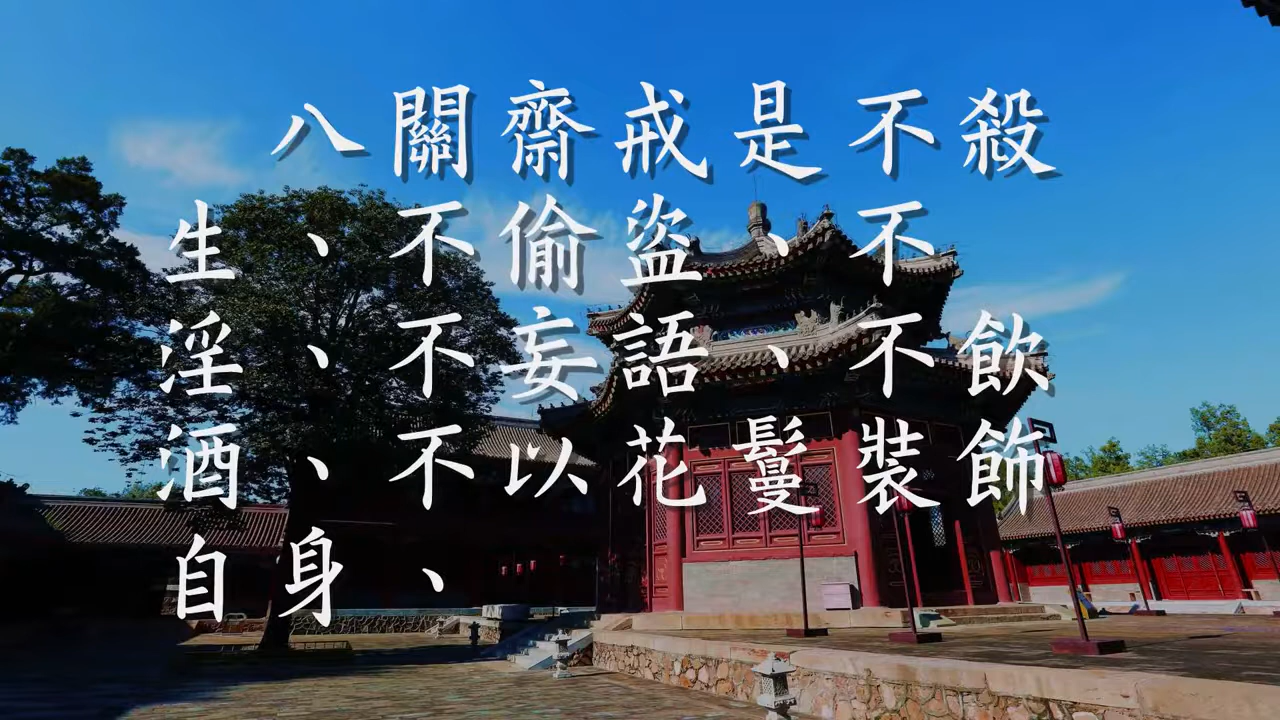 八關齋戒是不殺
生、不偷盜、不
淫、不妄語、不飲
酒、不以花鬘裝飾
自身、